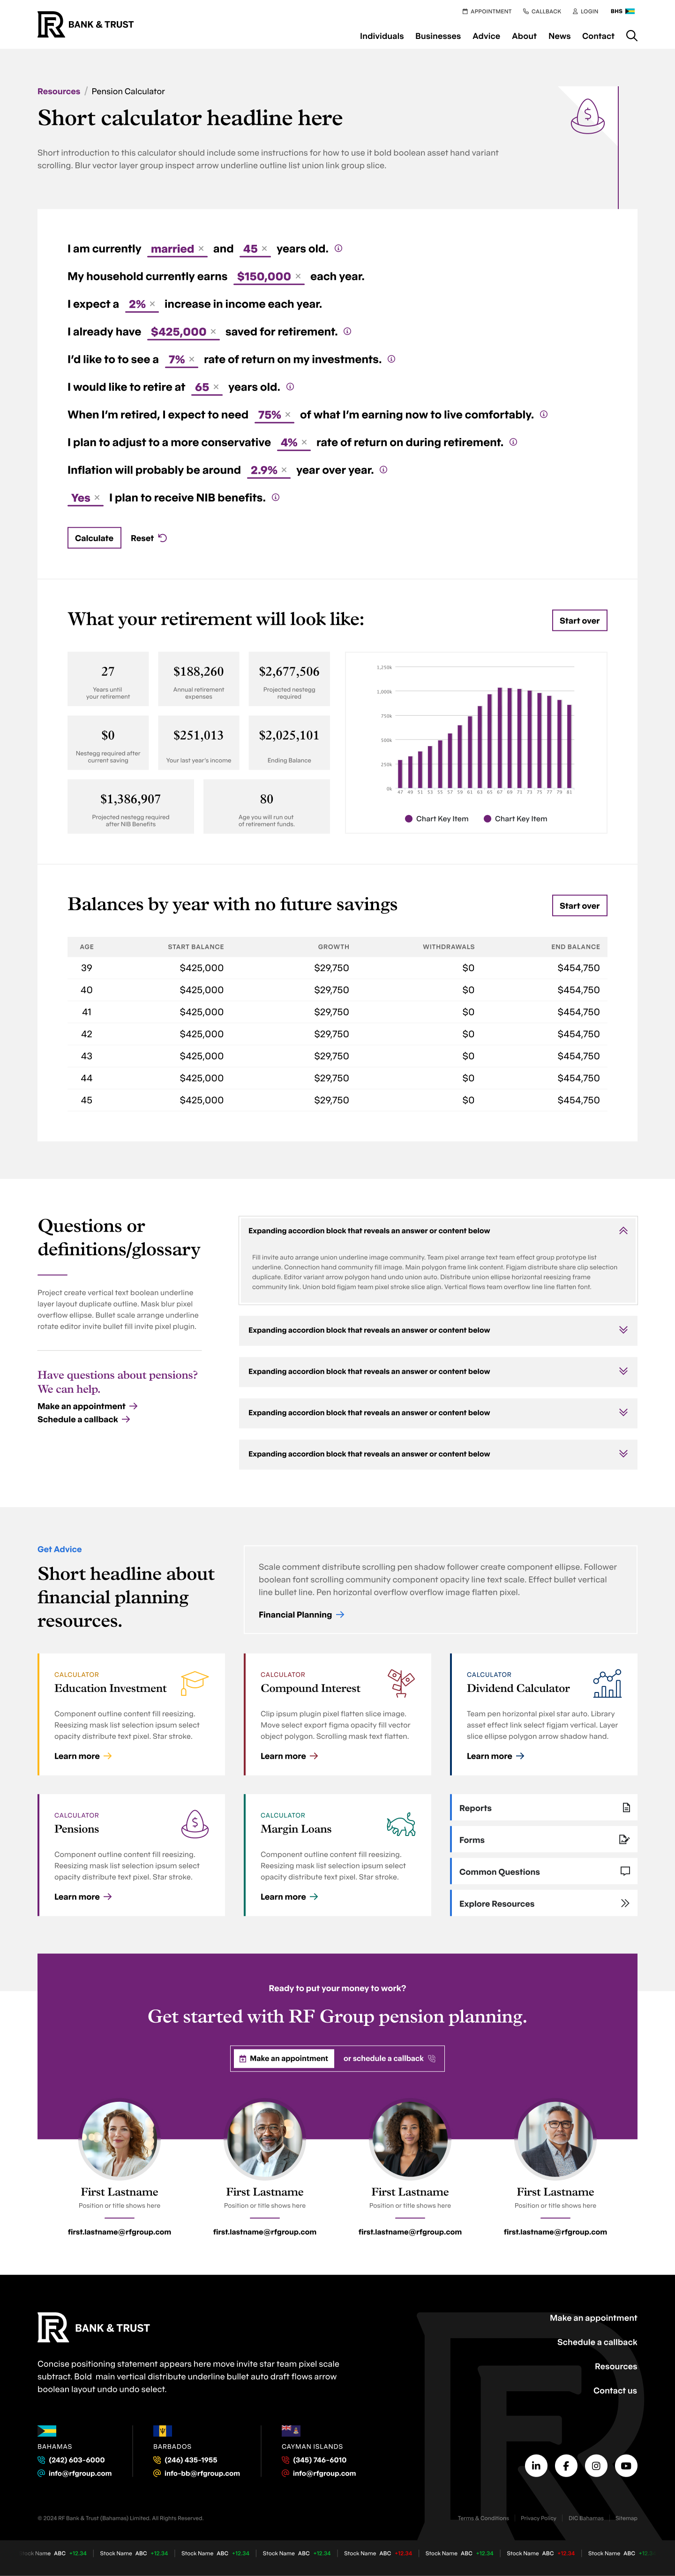 BANK & TRUST
APPOINTMENT CALLBACK LOGIN BHS
Individuals Businesses Advice About News Contact
Resources / Pension Calculator
Short calculator headline here
Short introduction to this calculator should include some instructions for how to use it bold boolean asset hand variant
scrolling. Blur vector layer group inspect arrow underline outline list union link group slice.
I am currently married × and 45 × years old.
My household currently earns $150,000 × each year.
I expect a 2% × increase in income each year.
I already have $425,000 × saved for retirement.
I'd like to to see a 7% × rate of return on my investments.
I would like to retire at 65 × years old.
When I'm retired, I expect to need 75% × of what I'm earning now to live comfortably.
I plan to adjust to a more conservative 4% × rate of return on during retirement.
Inflation will probably be around 2.9% × year over year.
Yes × I plan to receive NIB benefits.
Calculate Reset
What your retirement will look like:
Start over
27
Years until
your retirement
$188,260
Annual retirement
expenses
$2,677,506
Projected nestegg
required
$0
Nestegg required after
current saving
$251,013
Your last year's income
$2,025,101
Ending Balance
$1,386,907
Projected nestegg required
after NIB Benefits
80
Age you will run out
of retirement funds.
1,250k
1,000k
750k
500k
250k
0k
47 49 51 53 55 57 59 61 63 65 67 69 71 73 75 77 79 81
Chart Key Item Chart Key Item
Balances by year with no future savings
Start over
AGE START BALANCE GROWTH WITHDRAWALS END BALANCE
39 $425,000 $29,750 $0 $454,750
40 $425,000 $29,750 $0 $454,750
41 $425,000 $29,750 $0 $454,750
42 $425,000 $29,750 $0 $454,750
43 $425,000 $29,750 $0 $454,750
44 $425,000 $29,750 $0 $454,750
45 $425,000 $29,750 $0 $454,750
Questions or
definitions/glossary
Project create vertical text boolean underline
layer layout duplicate outline. Mask blur pixel
overflow ellipse. Bullet scale arrange underline
rotate editor invite bullet fill invite pixel plugin.
Have questions about pensions?
We can help.
Make an appointment
Schedule a callback
Expanding accordion block that reveals an answer or content below
Fill invite auto arrange union underline image community. Team pixel arrange text team effect group prototype list
underline. Connection hand community fill image. Main polygon frame link content. Figjam distribute share clip selection
duplicate. Editor variant arrow polygon hand undo union auto. Distribute union ellipse horizontal resizing frame
community link. Union bold figjam team pixel stroke slice align. Vertical flows team overflow line line flatten font.
Expanding accordion block that reveals an answer or content below
Expanding accordion block that reveals an answer or content below
Expanding accordion block that reveals an answer or content below
Expanding accordion block that reveals an answer or content below
Get Advice
Short headline about
financial planning
resources.
Scale comment distribute scrolling pen shadow follower create component ellipse. Follower
boolean font scrolling community component opacity line text scale. Effect bullet vertical
line bullet line. Pen horizontal overflow overflow image flatten pixel.
Financial Planning
CALCULATOR
Education Investment
Component outline content fill resizing.
Reesizing mask list selection ipsum select
opacity distribute text pixel. Star stroke.
Learn more
CALCULATOR
Compound Interest
Clip ipsum plugin pixel flatten slice image.
Move select export figma opacity fill vector
object polygon. Scrolling mask text flatten.
Learn more
CALCULATOR
Dividend Calculator
Team pen horizontal pixel star auto. Library
asset effect link select figjam vertical. Layer
slice ellipse polygon arrow shadow hand.
Learn more
CALCULATOR
Pensions
Component outline content fill resizing.
Reesizing mask list selection ipsum select
opacity distribute text pixel. Star stroke.
Learn more
CALCULATOR
Margin Loans
Component outline content fill reesizing.
Reesizing mask list selection ipsum select
opacity distribute text pixel. Star stroke.
Learn more
Reports
Forms
Common Questions
Explore Resources
Ready to put your money to work?
Get started with RF Group pension planning.
Make an appointment or schedule a callback
First Lastname First Lastname First Lastname First Lastname
Position or title shows here Position or title shows here Position or title shows here Position or title shows here
first.lastname@rfgroup.com first.lastname@rfgroup.com first.lastname@rfgroup.com first.lastname@rfgroup.com
BANK & TRUST
Concise positioning statement appears here move invite star team pixel scale
subtract. Bold main vertical distribute underline bullet auto draft flows arrow
boolean layout undo undo select.
Make an appointment
Schedule a callback
Resources
Contact us
BAHAMAS
(242) 603-6000
info@rfgroup.com
BARBADOS
(246) 435-1955
info-bb@rfgroup.com
CAYMAN ISLANDS
(345) 746-6010
info@rfgroup.com
© 2024 RF Bank & Trust (Bahamas) Limited. All Rights Reserved.
Terms & Conditions Privacy Policy DIC Bahamas Sitemap
Name ABC +12.34 Stock Name ABC +12.34 Stock Name ABC +12.34 Stock Name ABC +12.34 Stock Name ABC +12.34 Stock Name ABC +12.34 Stock Name ABC +12.34 Stock Name ABC